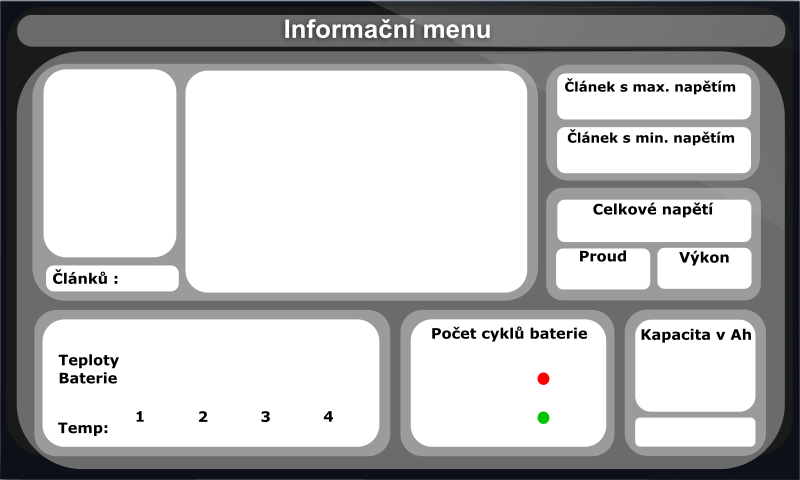 Informační menu
Článek s max. napětím
Článek s min. napětím
Celkové napětí
Proud
Výkon
Článků :
Teploty
Baterie
1 2 3 4
Temp:
Počet cyklů baterie
Kapacita v Ah